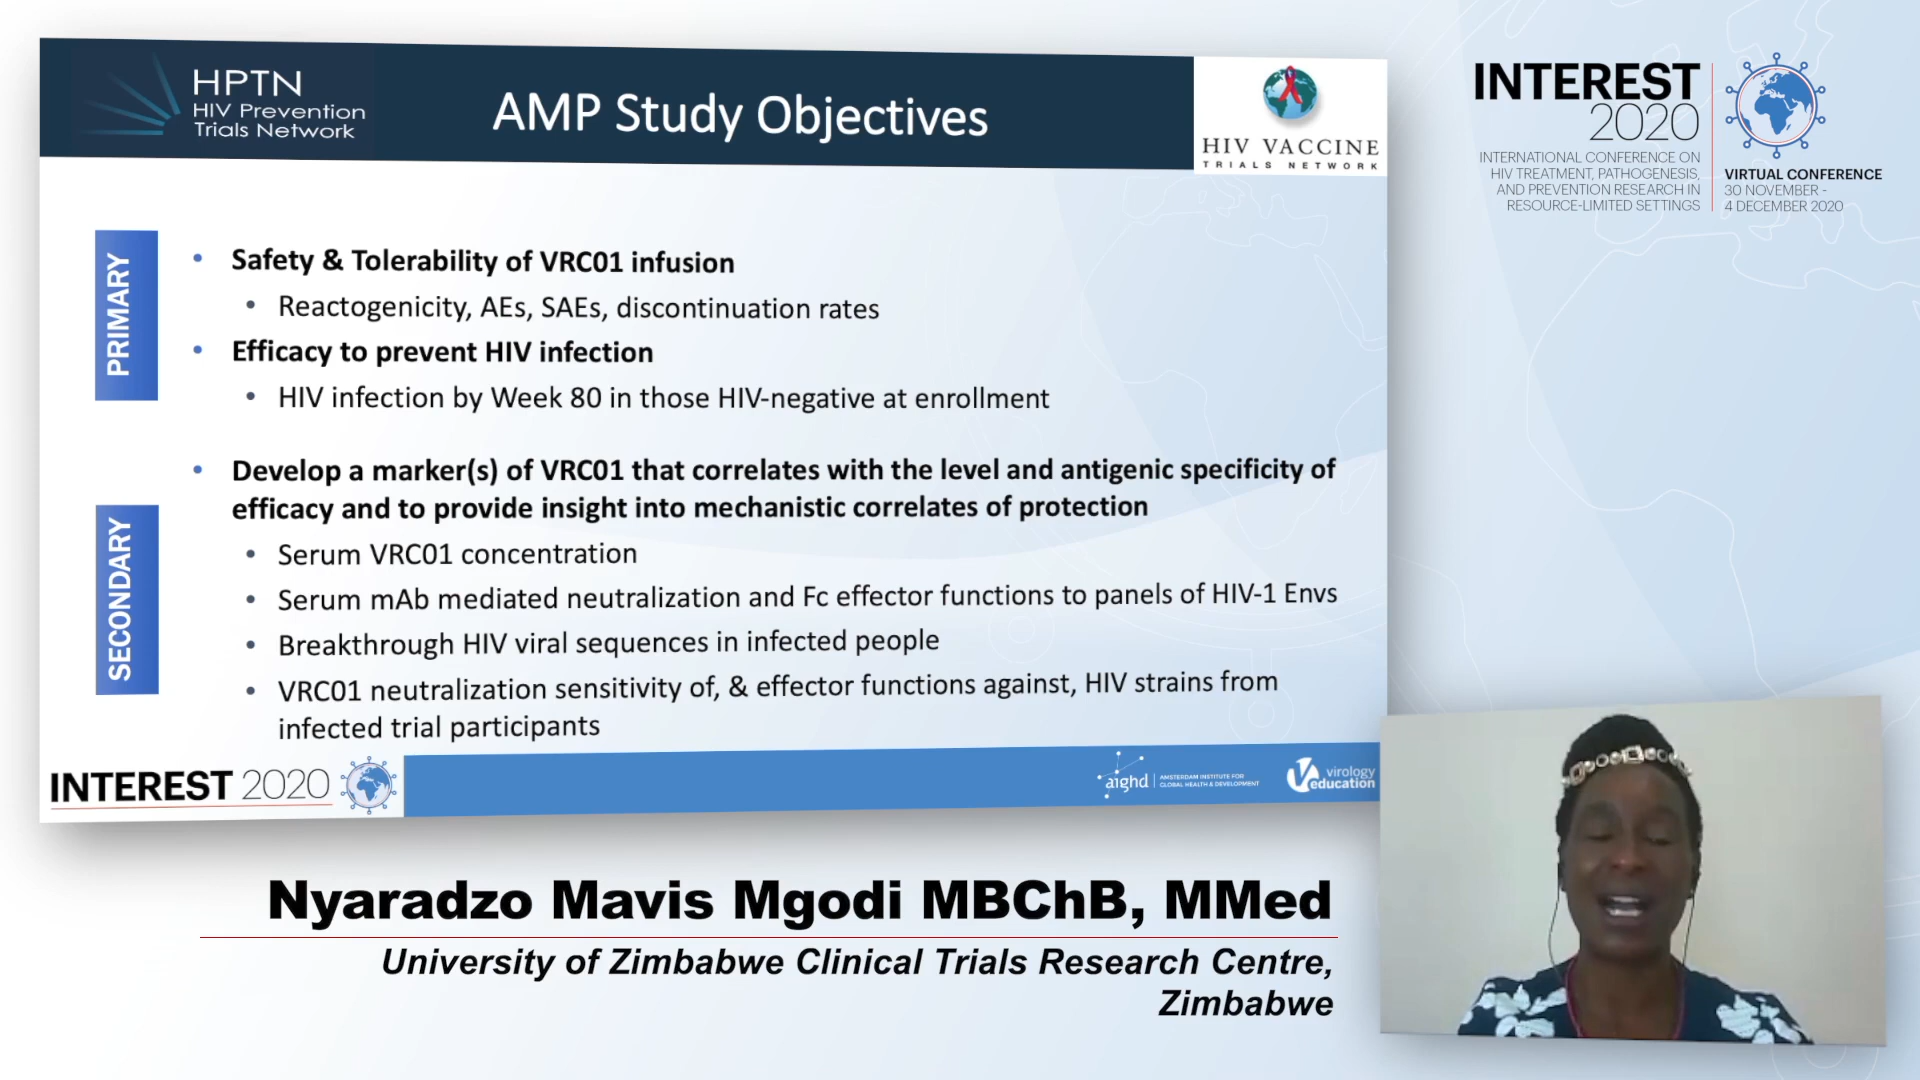 HPTN
HIV Prevention
Trials Network
AMP Study Objectives
HIV VACCINE
TRIALS NETWORK
PRIMARY
• Safety & Tolerability of VRC01 infusion
• Reactogenicity, AEs, SAEs, discontinuation rates
• Efficacy to prevent HIV infection
• HIV infection by Week 80 in those HIV-negative at enrollment
SECONDARY
• Develop a marker(s) of VRC01 that correlates with the level and antigenic specificity of
efficacy and to provide insight into mechanistic correlates of protection
• Serum VRC01 concentration
• Serum mAb mediated neutralization and Fc effector functions to panels of HIV-1 Envs
• Breakthrough HIV viral sequences in infected people
• VRC01 neutralization sensitivity of, & effector functions against, HIV strains from
infected trial participants
INTEREST 2020
aighd
AMSTERDAM INSTITUTE FOR
GLOBAL HEALTH & DEVELOPMENT
virology
education
INTEREST
2020
INTERNATIONAL CONFERENCE ON
HIV TREATMENT, PATHOGENESIS,
AND PREVENTION RESEARCH IN
RESOURCE-LIMITED SETTINGS
VIRTUAL CONFERENCE
30 NOVEMBER -
4 DECEMBER 2020
Nyaradzo Mavis Mgodi MBChB, MMed
University of Zimbabwe Clinical Trials Research Centre,
Zimbabwe